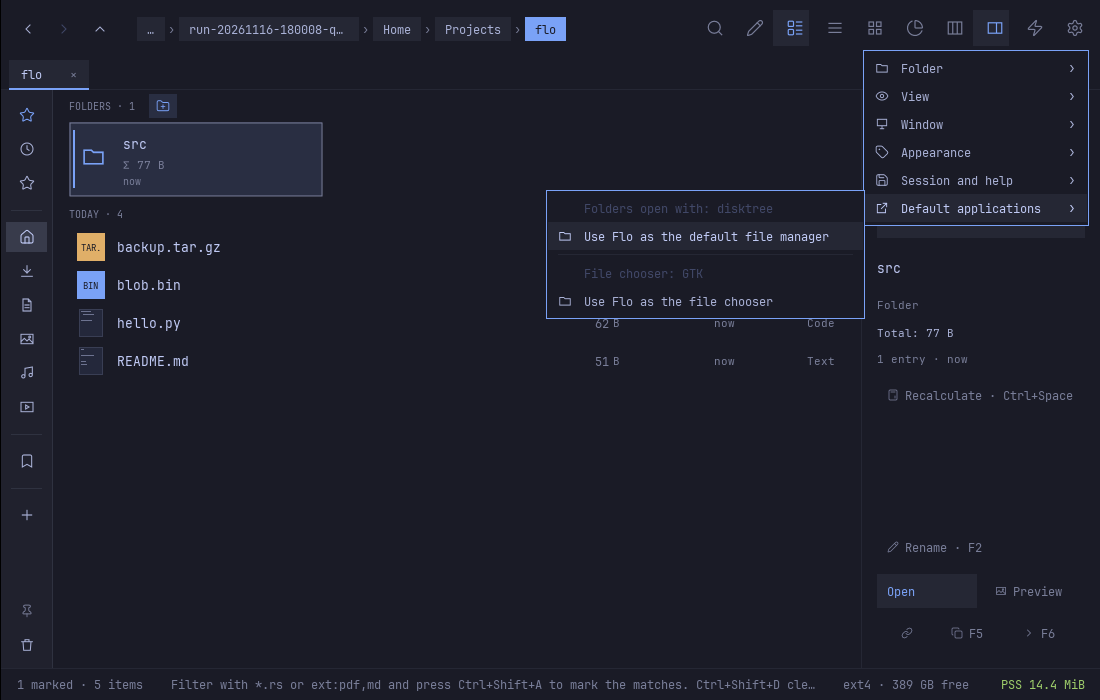 … › run-20261116-180008-q… › Home › Projects › flo
flo ×
FOLDERS · 1
src
Σ 77 B
now
TODAY · 4
TAR. backup.tar.gz
BIN blob.bin
hello.py 62 B now Code
README.md 51 B now Text
Folder ›
View ›
Window ›
Appearance ›
Session and help ›
Default applications ›
Folders open with: disktree
Use Flo as the default file manager
File chooser: GTK
Use Flo as the file chooser
src
Folder
Total: 77 B
1 entry · now
Recalculate · Ctrl+Space
Rename · F2
Open Preview
F5 F6
1 marked · 5 items Filter with *.rs or ext:pdf,md and press Ctrl+Shift+A to mark the matches. Ctrl+Shift+D cle… ext4 · 389 GB free PSS 14.4 MiB